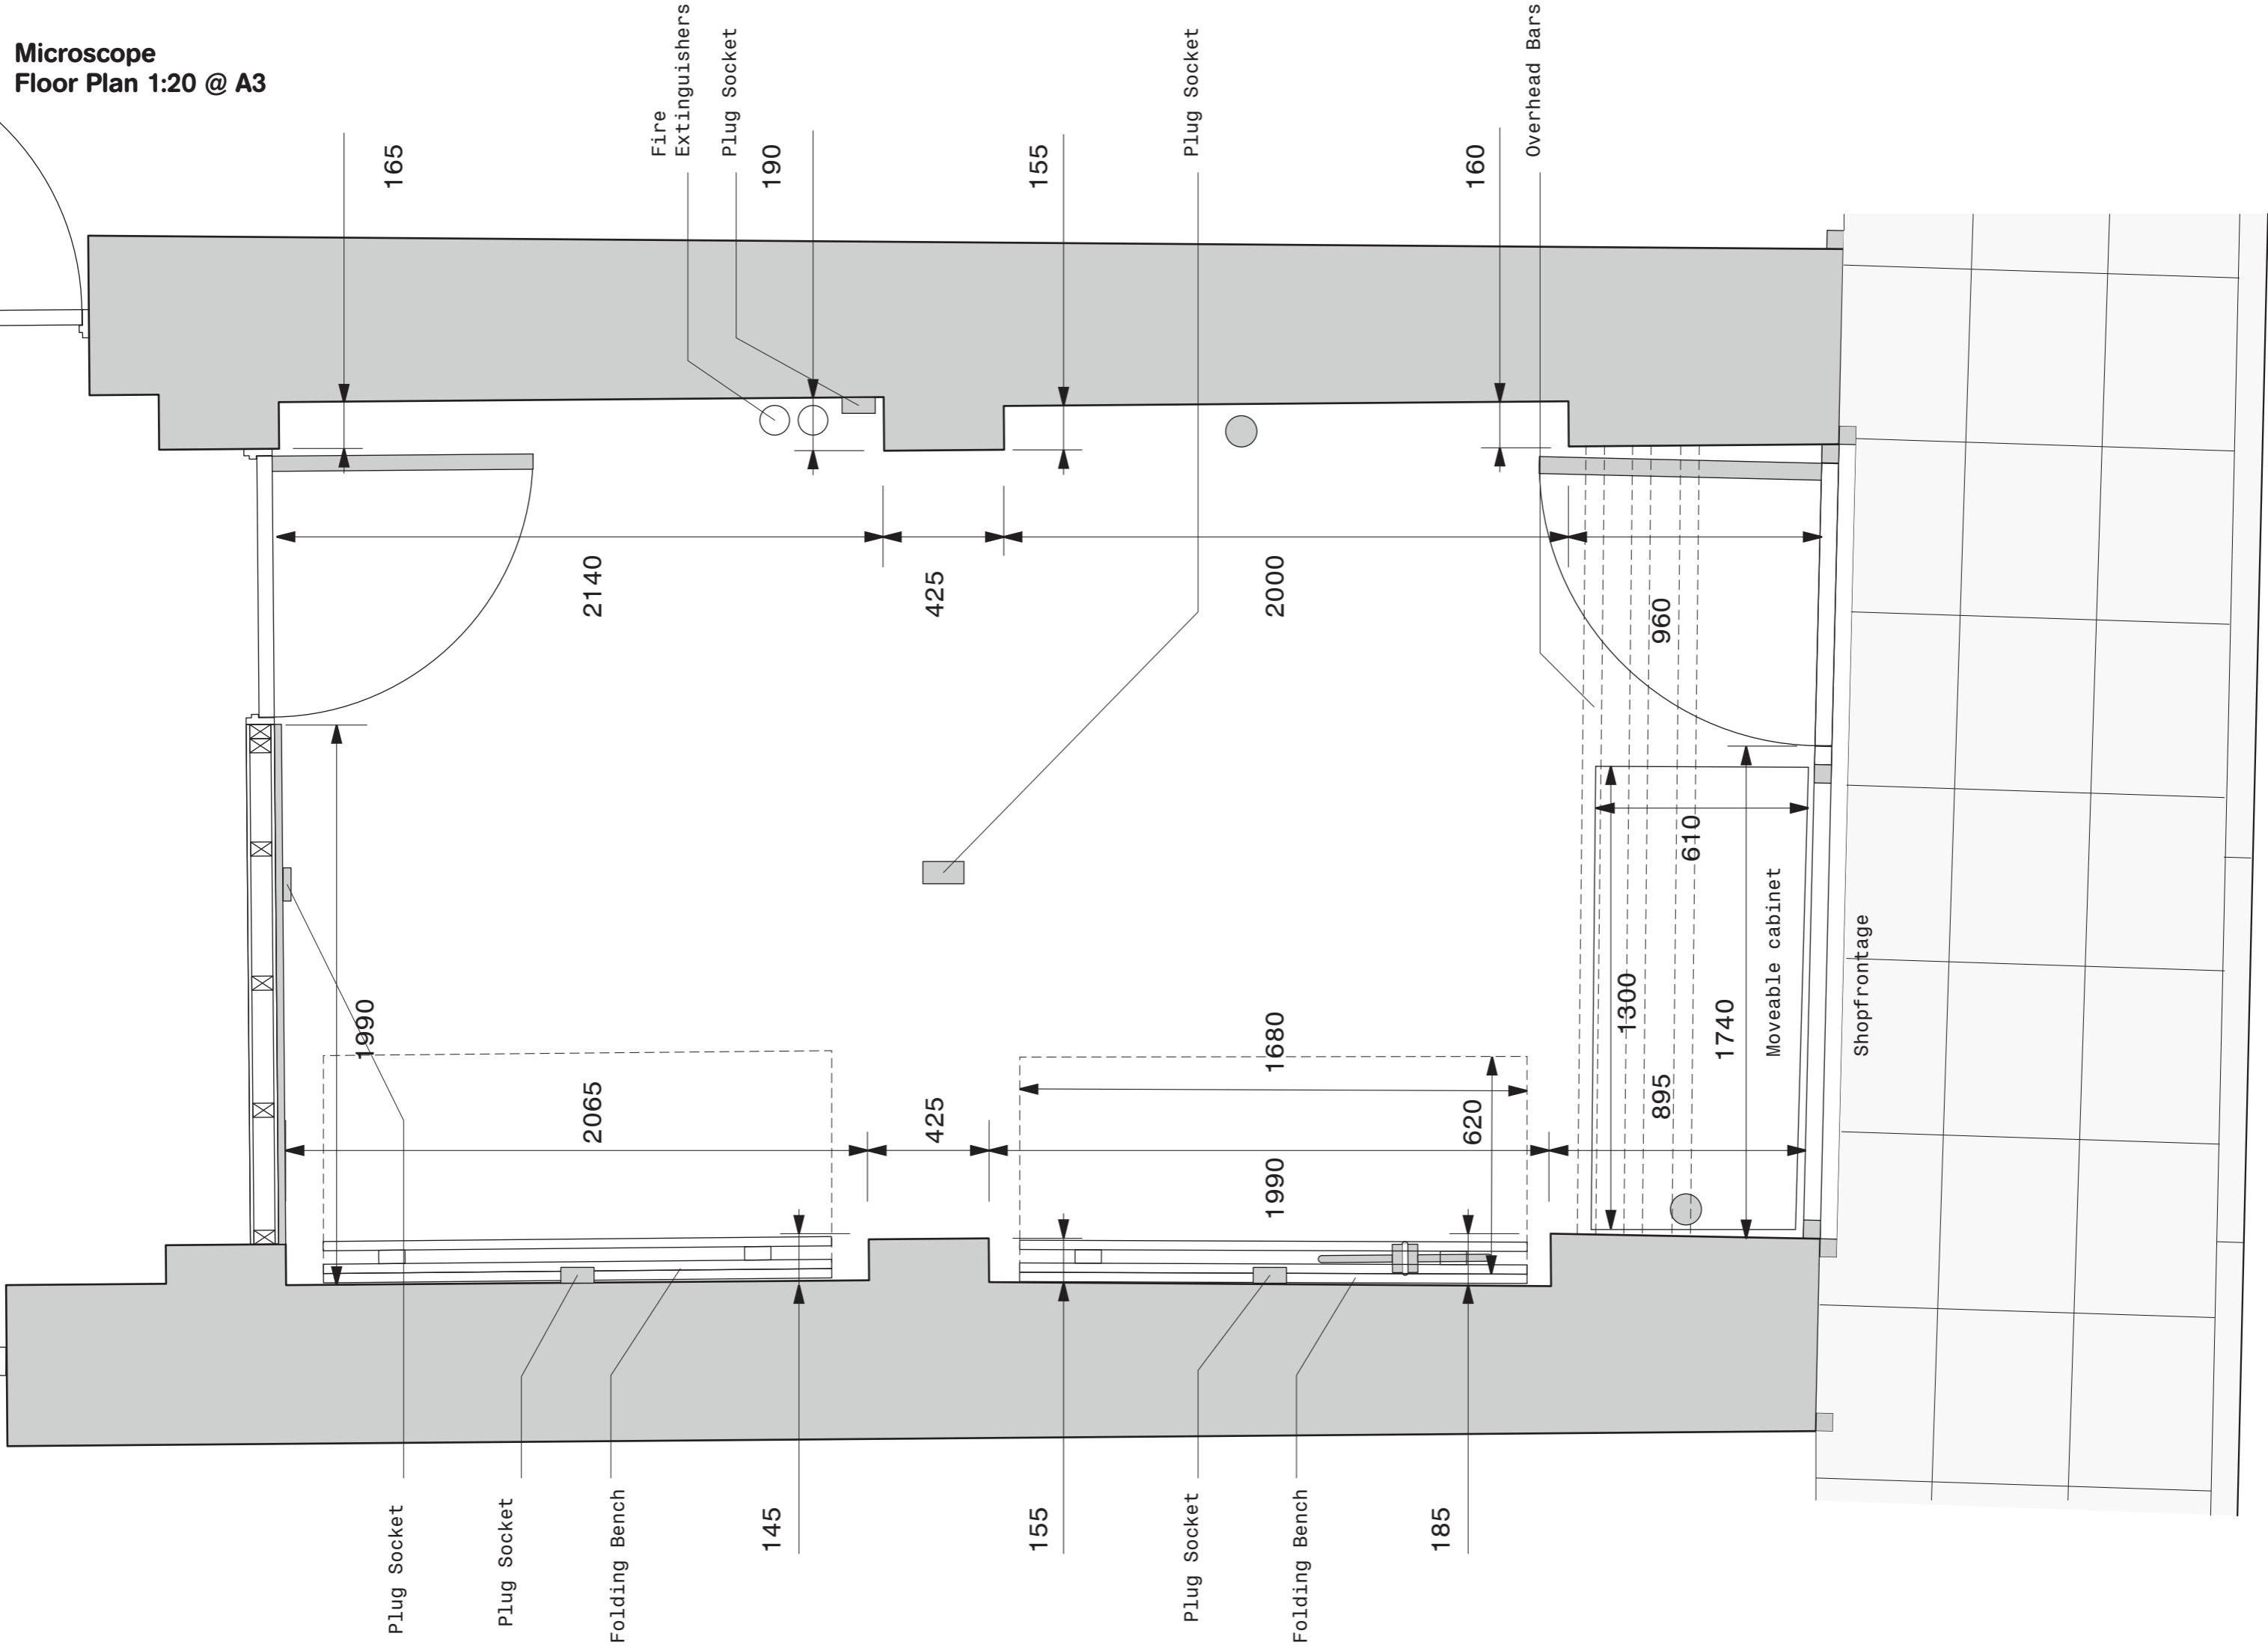 Microscope
Floor Plan 1:20 @ A3
165
Fire
Extinguishers
Plug Socket
190
155
Plug Socket
160
Overhead Bars
2140
425
2000
960
610
1990
2065
425
1680
1990
620
1300
895
1740
Moveable cabinet
Shopfrontage
Plug Socket
Plug Socket
Folding Bench
145
155
Plug Socket
Folding Bench
185